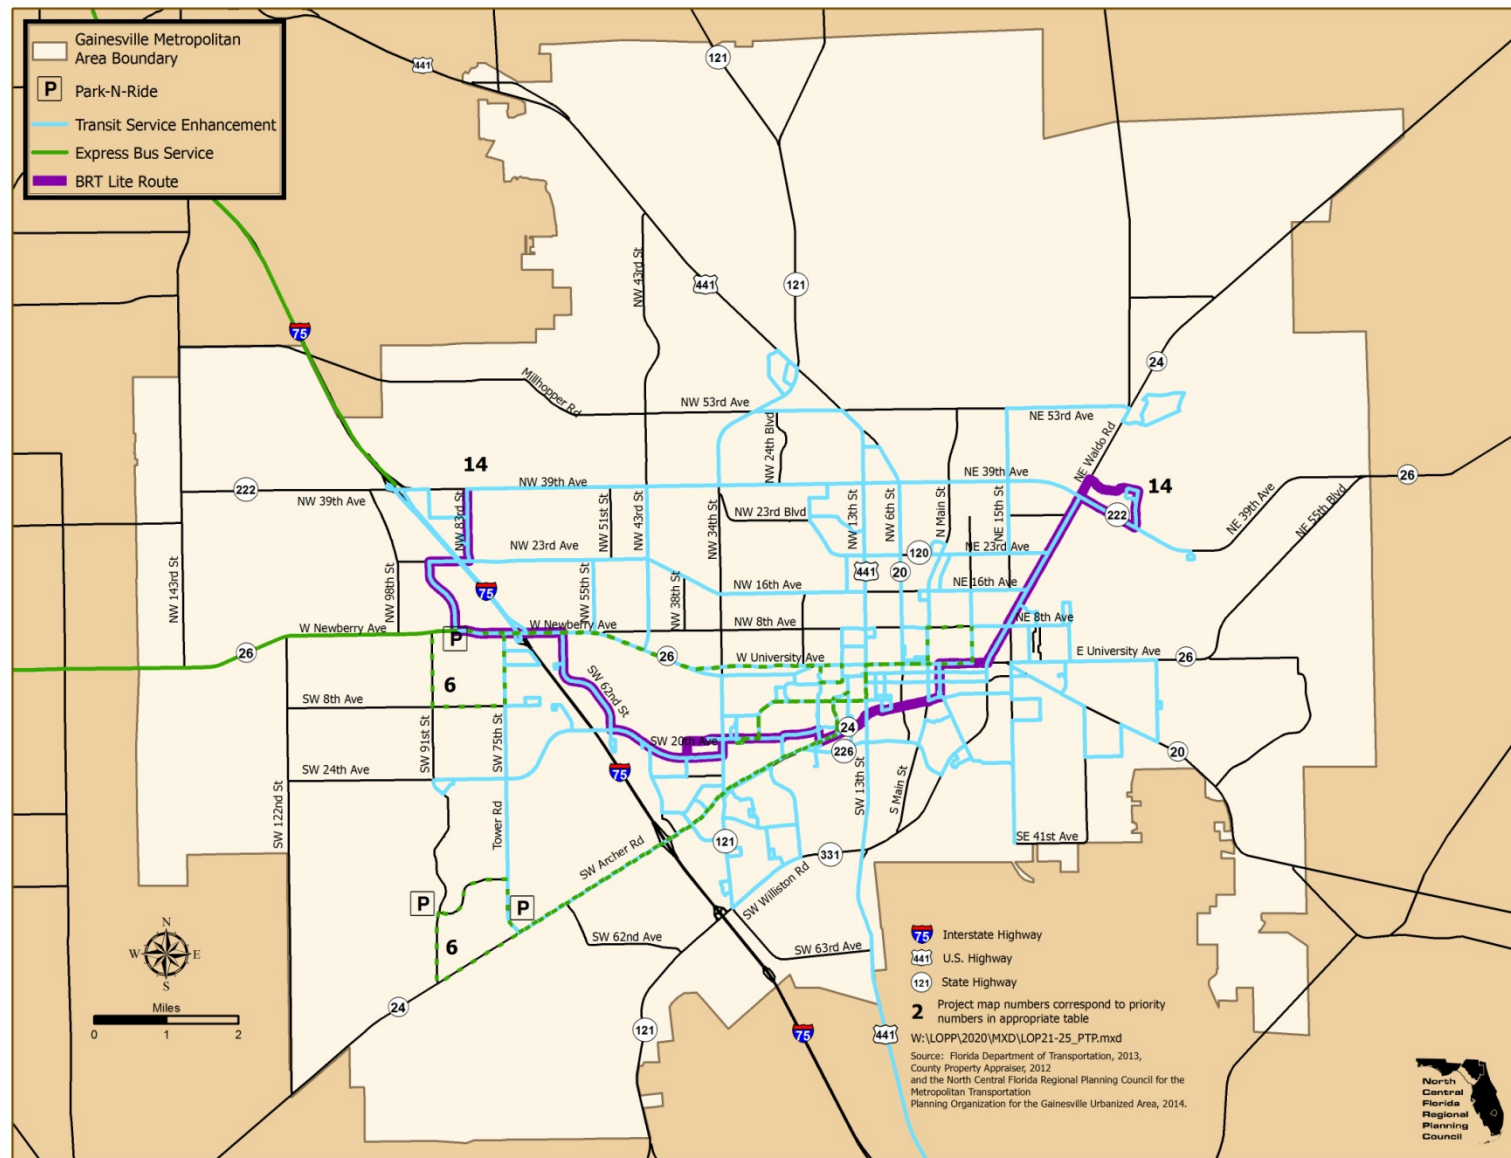 Gainesville Metropolitan
Area Boundary
P
Park-N-Ride
Transit Service Enhancement
Express Bus Service
BRT Lite Route
441
121
75
441
121
NW 43rd St
24
Millhopper Rd
NW 53rd Ave
NE 53rd Ave
NW 24th Blvd
NE Waldo Rd
14
NW 39th Ave
NE 39th Ave
26
222
NW 39th Ave
NW 83rd St
NW 51st St
NW 43rd St
NW 34th St
NW 23rd Blvd
NW 13th St
NW 6th St
N Main St
NE 15th St
14
222
NE 39th Ave
NE 55th Blvd
NW 23rd Ave
120
NE 23rd Ave
441
20
NW 143rd St
NW 98th St
75
NW 55th St
NW 38th St
NW 16th Ave
NE 16th Ave
W Newberry Ave
P
W Newberry Ave
NW 8th Ave
NE 8th Ave
26
26
W University Ave
E University Ave
26
6
SW 62nd St
SW 8th Ave
SW 91st St
SW 75th St
24
SW 20th Ave
226
20
SW 24th Ave
75
SW 122nd St
Tower Rd
SW 13th St
S Main St
SE 41st Ave
121
331
SW Archer Rd
SW Williston Rd
P
P
6
SW 62nd Ave
SW 63rd Ave
N
W
E
S
Miles
0
1
2
24
121
75
441
75
Interstate Highway
441
U.S. Highway
121
State Highway
2
Project map numbers correspond to priority
numbers in appropriate table
W:\LOPP\2020\MXD\LOP21-25_PTP.mxd
Source: Florida Department of Transportation, 2013,
County Property Appraiser, 2012
and the North Central Florida Regional Planning Council for the
Metropolitan Transportation
Planning Organization for the Gainesville Urbanized Area, 2014.
North
Central
Florida
Regional
Planning
Council